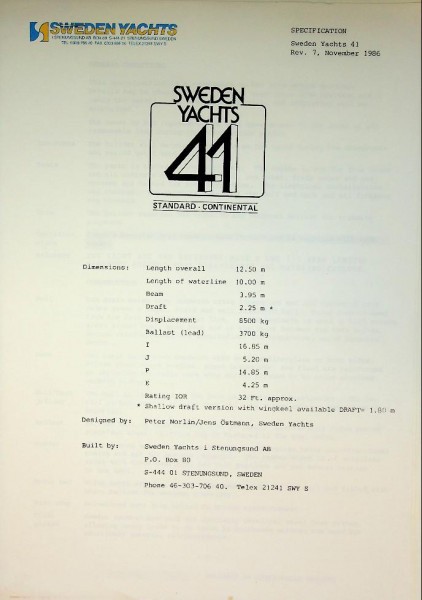 SWEDEN YACHTS
SPECIFICATION
Sweden Yachts 41
Rev. 7, November 1986
SWEDEN
YACHTS
41
STANDARD · CONTINENTAL
Dimensions: Length overall 12.50 m
Length of waterline 10.00 m
Beam 3.95 m
Draft 2.25 m *
Displacement 8500 kg
Ballast (lead) 3700 kg
I 16.85 m
J 5.20 m
P 14.85 m
E 4.25 m
Rating IOR 32 Ft. approx.
* Shallow draft version with wingkeel available DRAFT= 1.80 m
Designed by: Peter Norlin/Jens Östmann, Sweden Yachts
Built by: Sweden Yachts i Stenungsund AB
P.O. Box 80
S-444 01 STENUNGSUND, SWEDEN
Phone 46-303-706 40. Telex 21241 SWY S